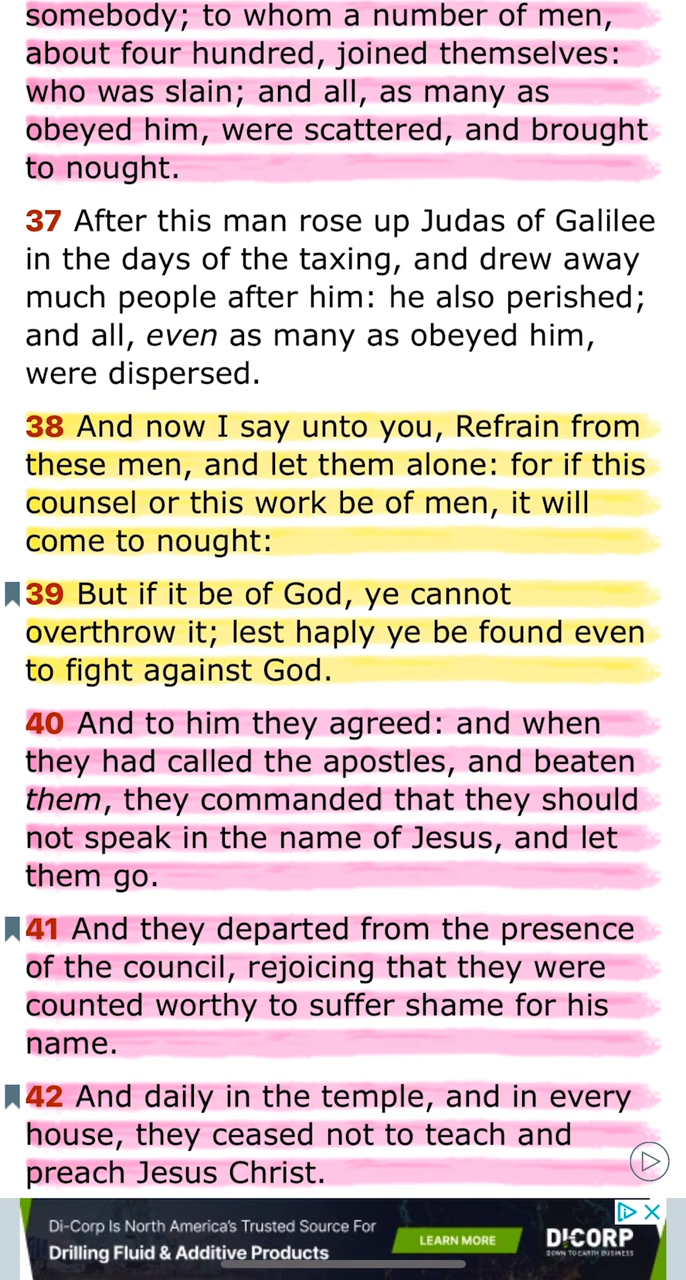 somebody; to whom a number of men,
about four hundred, joined themselves:
who was slain; and all, as many as
obeyed him, were scattered, and brought
to nought.
37 After this man rose up Judas of Galilee
in the days of the taxing, and drew away
much people after him: he also perished;
and all, even as many as obeyed him,
were dispersed.
38 And now I say unto you, Refrain from
these men, and let them alone: for if this
counsel or this work be of men, it will
come to nought:
39 But if it be of God, ye cannot
overthrow it; lest haply ye be found even
to fight against God.
40 And to him they agreed: and when
they had called the apostles, and beaten
them, they commanded that they should
not speak in the name of Jesus, and let
them go.
41 And they departed from the presence
of the council, rejoicing that they were
counted worthy to suffer shame for his
name.
42 And daily in the temple, and in every
house, they ceased not to teach and
preach Jesus Christ.
Di-Corp Is North America's Trusted Source For
Drilling Fluid & Additive Products
LEARN MORE
DICORP
DOWN TO EARTH BUSINESS